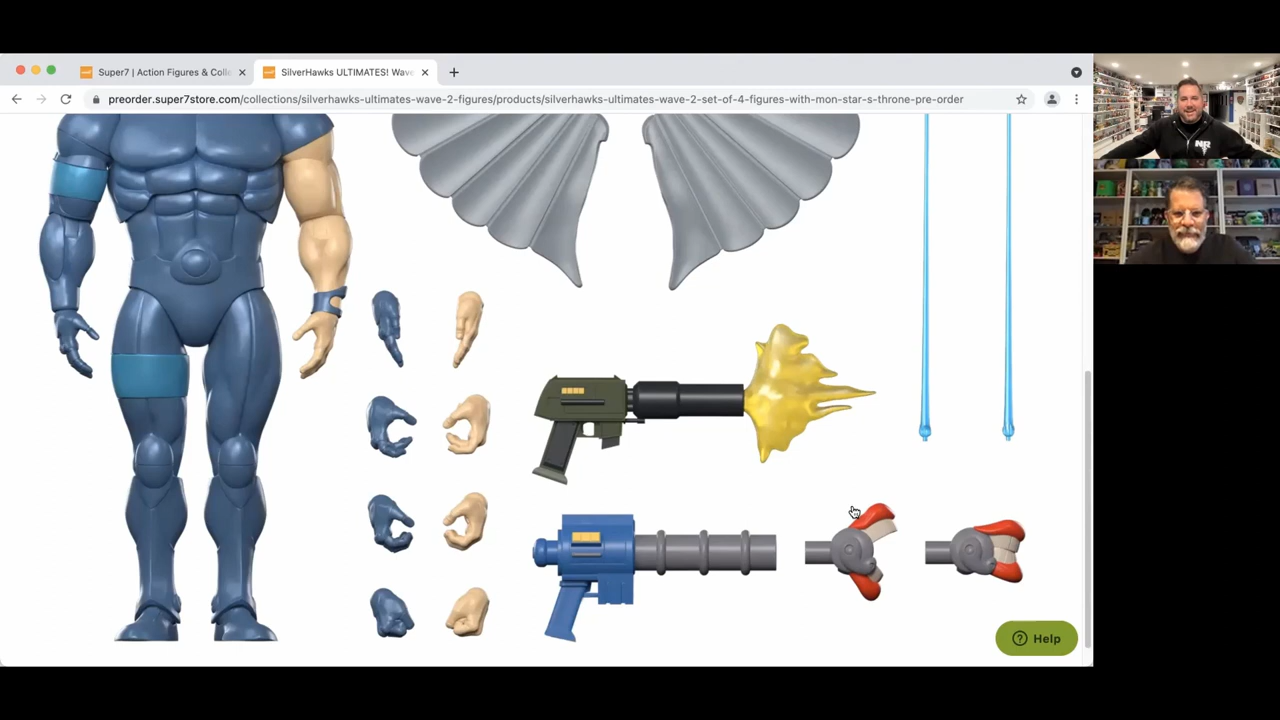 Super7 | Action Figures & Colle
SilverHawks ULTIMATES! Wave
preorder.super7store.com/collections/silverhawks-ultimates-wave-2-figures/products/silverhawks-ultimates-wave-2-set-of-4-figures-with-mon-star-s-throne-pre-order
NR
Help